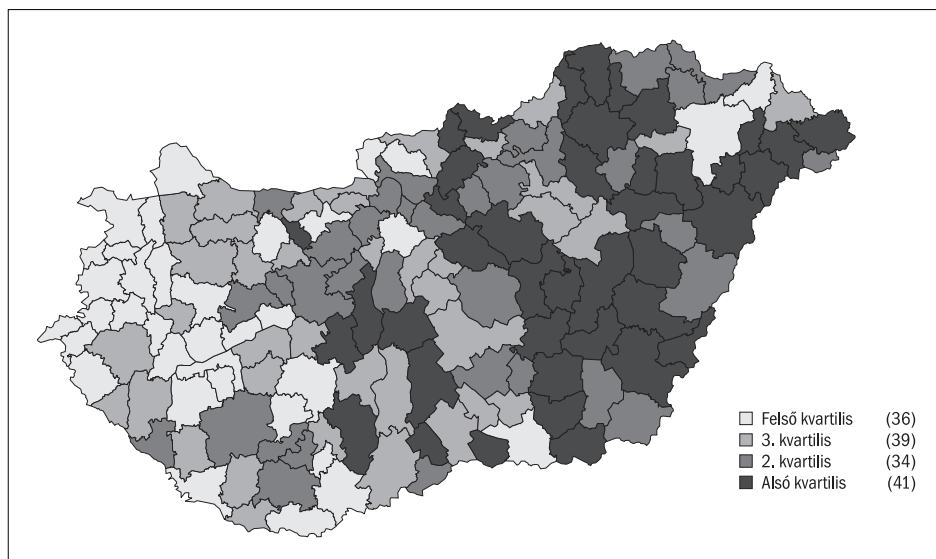 Felső kvartilis (36)
3. kvartilis (39)
2. kvartilis (34)
Alsó kvartilis (41)